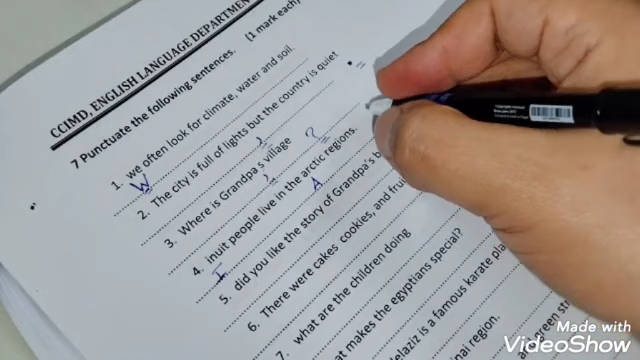 CCIMD, ENGLISH LANGUAGE DEPARTMENT
7 Punctuate the following sentences. (1 mark each)
1. we often look for climate, water and soil.
W
2. The city is full of lights but the country is quiet
,
.
3. Where is Grandpa's village
, ?
4. inuit people live in the arctic regions.
I A
5. did you like the story of Grandpa's
6. There were cakes cookies, and
7. what are the children doing
makes the egyptians special?
is a famous karate
region.
green
Made with
VideoShow